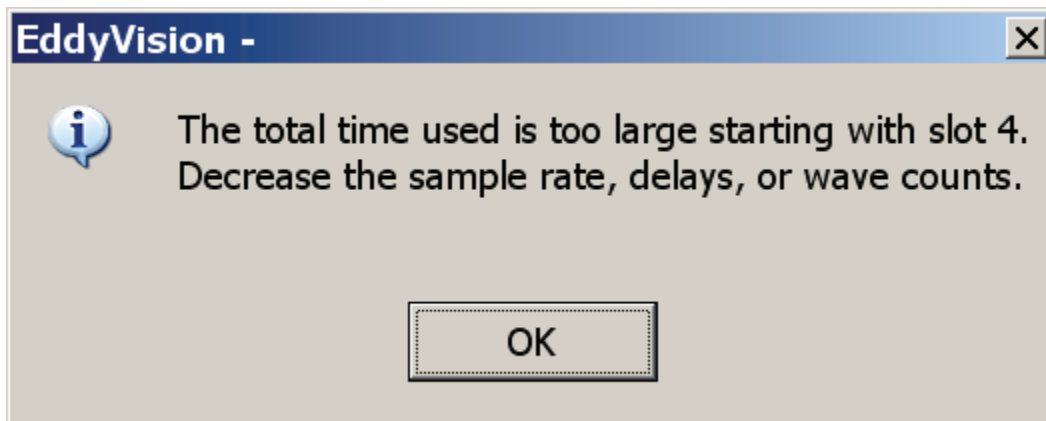 EddyVision -
The total time used is too large starting with slot 4.
Decrease the sample rate, delays, or wave counts.
OK